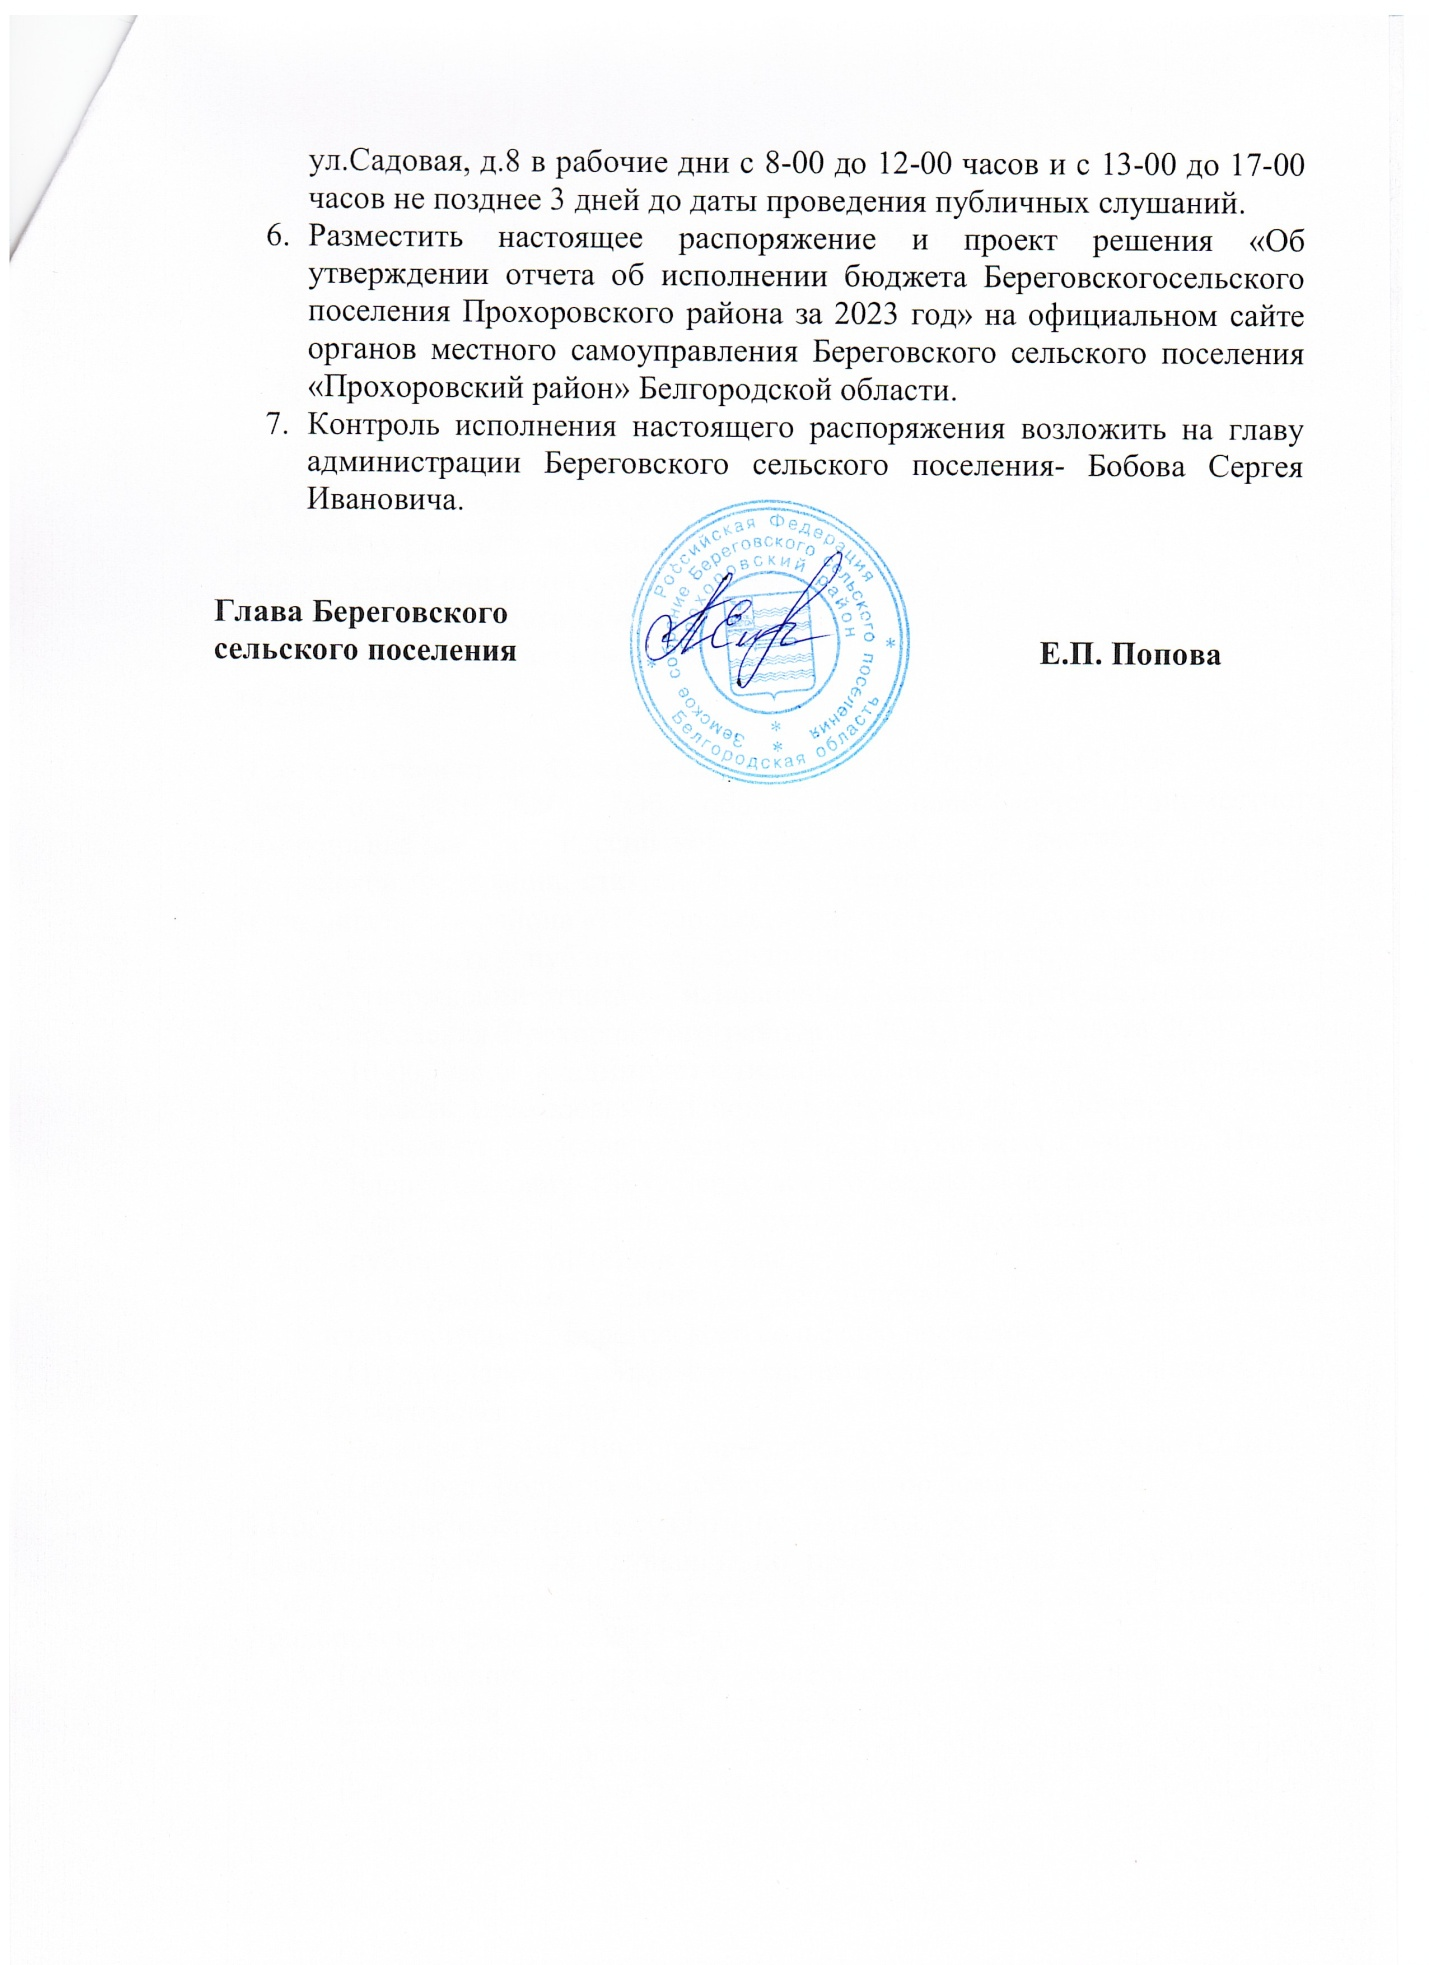 ул.Садовая, д.8 в рабочие дни с 8-00 до 12-00 часов и с 13-00 до 17-00
часов не позднее 3 дней до даты проведения публичных слушаний.
6. Разместить настоящее распоряжение и проект решения «Об
утверждении отчета об исполнении бюджета Береговскогосельского
поселения Прохоровского района за 2023 год» на официальном сайте
органов местного самоуправления Береговского сельского поселения
«Прохоровский район» Белгородской области.
7. Контроль исполнения настоящего распоряжения возложить на главу
администрации Береговского сельского поселения- Бобова Сергея
Ивановича.
Российская Федерация
Белгородская область
Земское собрание Береговского сельского поселения
Прохоровский район
Глава Береговского
сельского поселения
Е.П. Попова